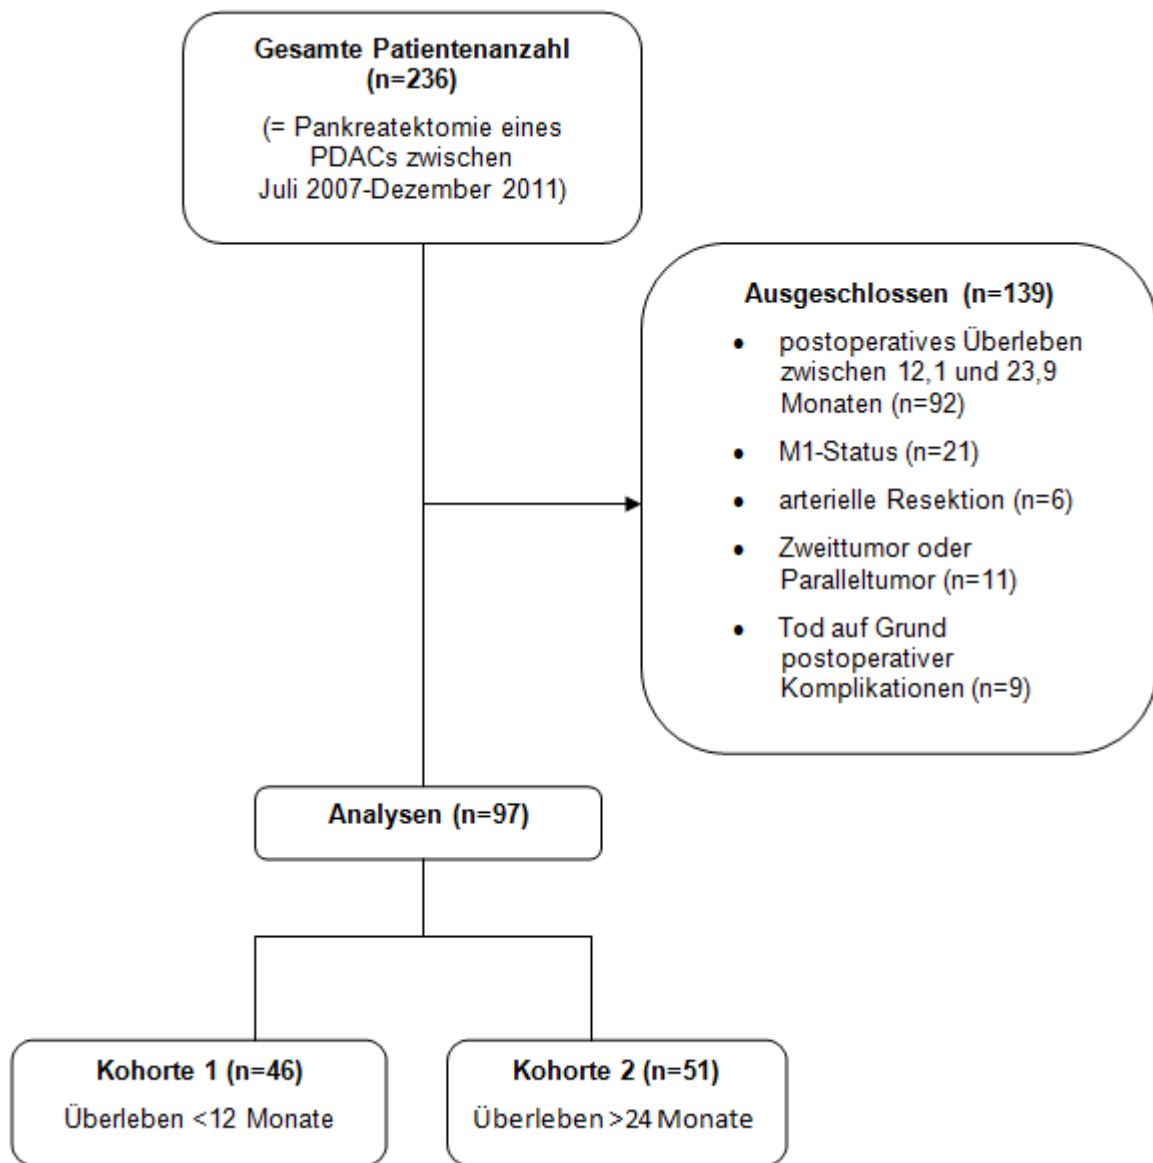 Gesamte Patientenanzahl
(n=236)
(= Pankreatektomie eines
PDACs zwischen
Juli 2007-Dezember 2011)
Ausgeschlossen (n=139)
• postoperatives Überleben
zwischen 12,1 und 23,9
Monaten (n=92)
• M1-Status (n=21)
• arterielle Resektion (n=6)
• Zweittumor oder
Paralleltumor (n=11)
• Tod auf Grund
postoperativer
Komplikationen (n=9)
Analysen (n=97)
Kohorte 1 (n=46)
Überleben <12 Monate
Kohorte 2 (n=51)
Überleben >24 Monate